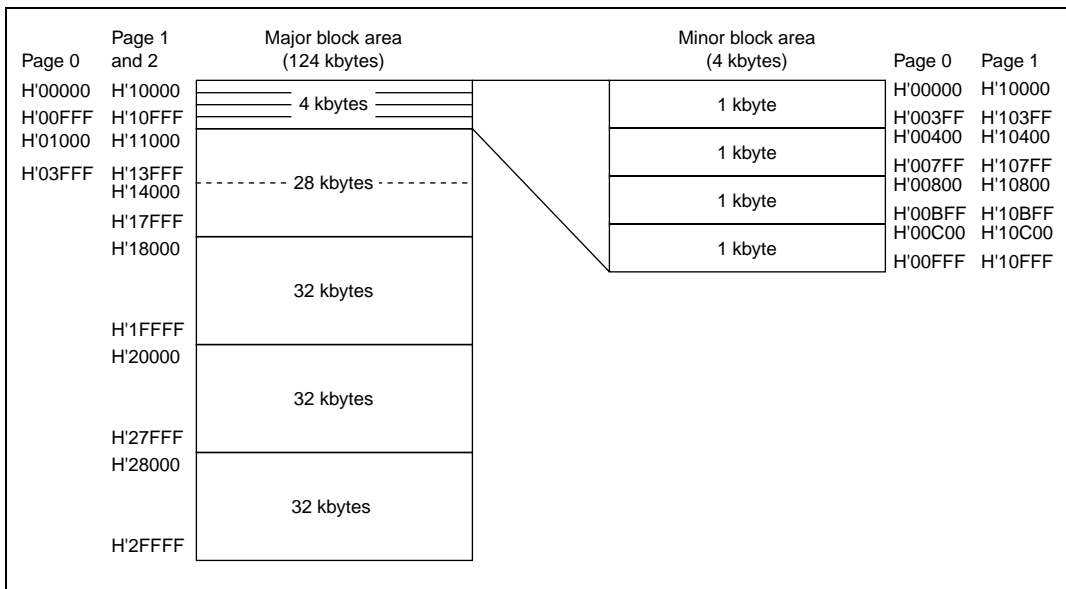 Page 0
Page 1
and 2
Major block area
(124 kbytes)
H'00000 H'10000
4 kbytes
H'00FFF H'10FFF
H'01000 H'11000
H'03FFF H'13FFF
H'14000
28 kbytes
H'17FFF
H'18000
32 kbytes
H'1FFFF
H'20000
32 kbytes
H'27FFF
H'28000
32 kbytes
H'2FFFF
Minor block area
(4 kbytes)
Page 0 Page 1
H'00000 H'10000
1 kbyte
H'003FF H'103FF
H'00400 H'10400
1 kbyte
H'007FF H'107FF
H'00800 H'10800
1 kbyte
H'00BFF H'10BFF
H'00C00 H'10C00
1 kbyte
H'00FFF H'10FFF